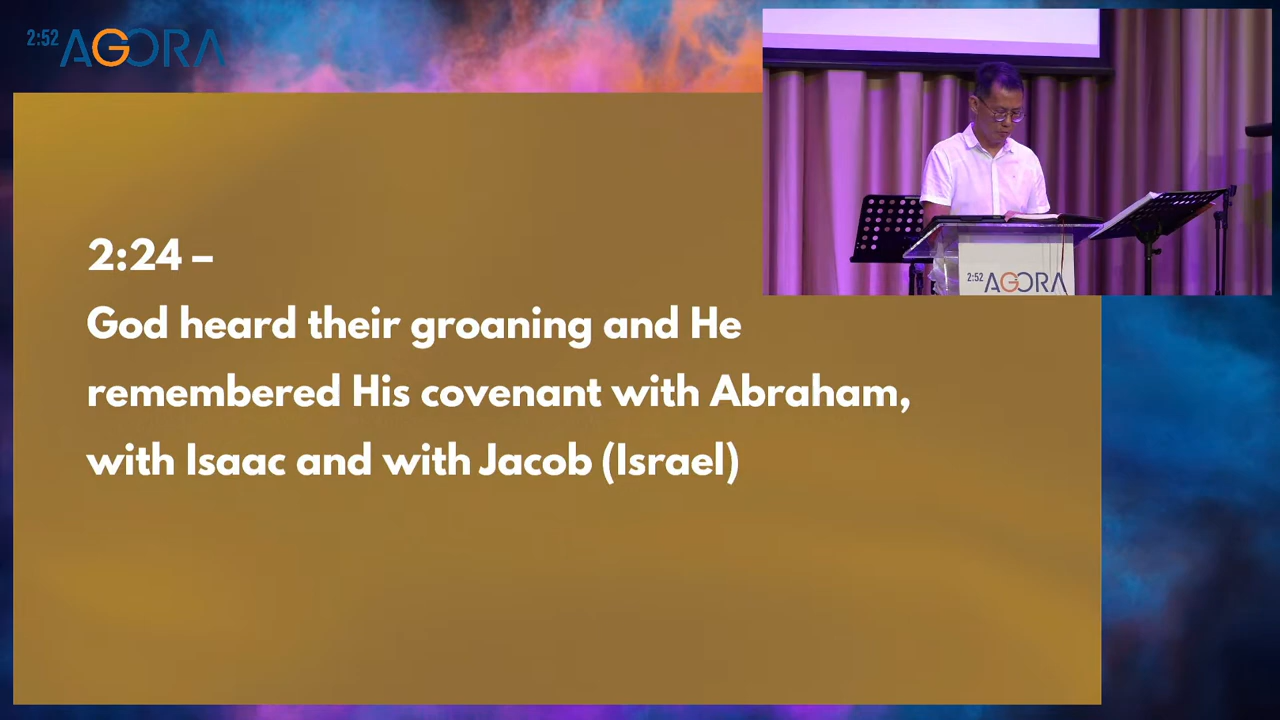 2:52 AGORA
2:24 –
God heard their groaning and He
remembered His covenant with Abraham,
with Isaac and with Jacob (Israel)
2:52 AGORA